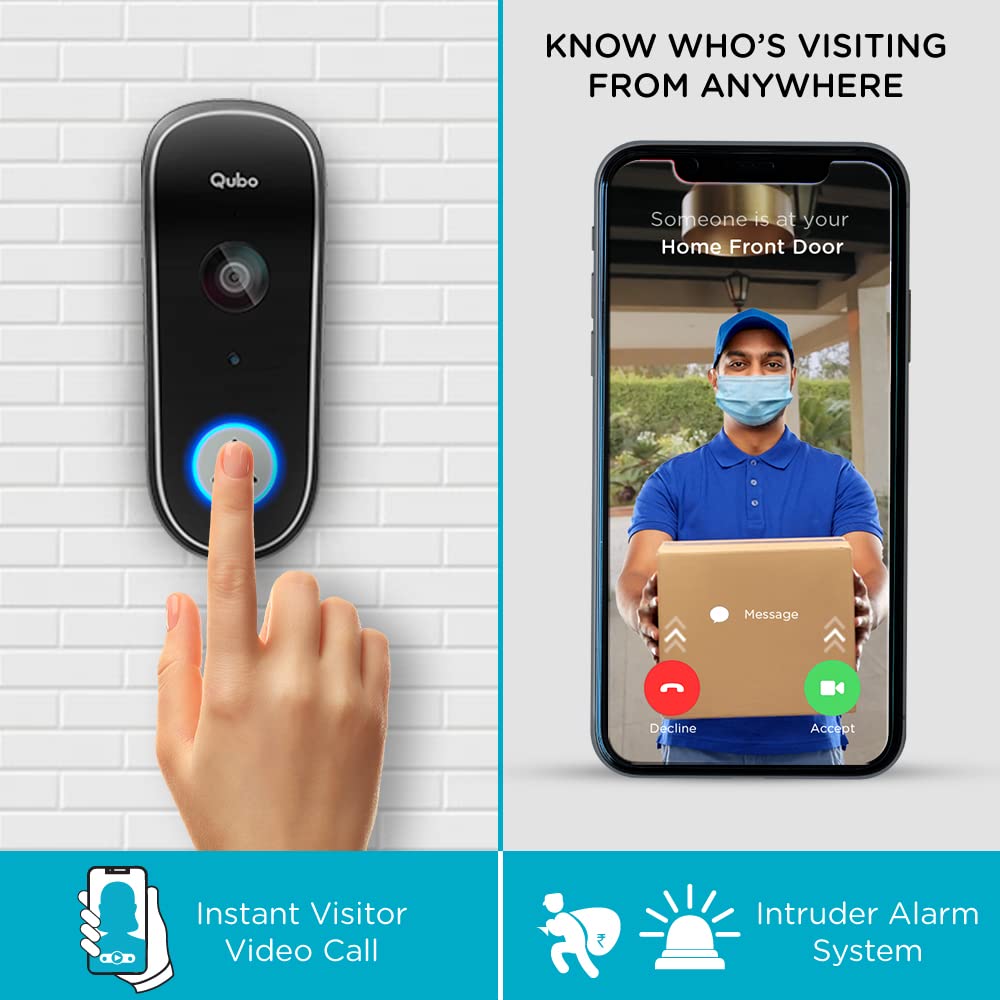 Qubo
KNOW WHO'S VISITING
FROM ANYWHERE
Someone is at your
Home Front Door
Message
Decline
Accept
Instant Visitor
Video Call
₹
Intruder Alarm
System